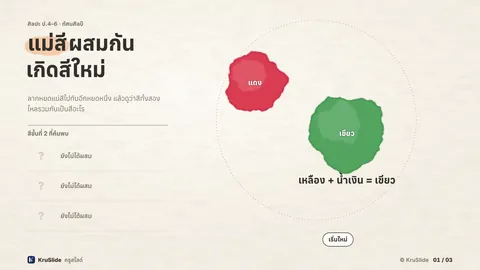 ศิลปะ ป.4–6 · ทัศนศิลป์
แม่สีผสมกัน
เกิดสีใหม่
ลากหยดแม่สีไปทับอีกหยดหนึ่ง แล้วดูว่าสีทั้งสอง
ไหลรวมกันเป็นสีอะไร
สีขั้นที่ 2 ที่ค้นพบ
? ยังไม่ได้ผสม
? ยังไม่ได้ผสม
? ยังไม่ได้ผสม
แดง
เขียว
เหลือง + น้ำเงิน = เขียว
เริ่มใหม่
K KruSlide ครูสไลด์
© KruSlide 01 / 03